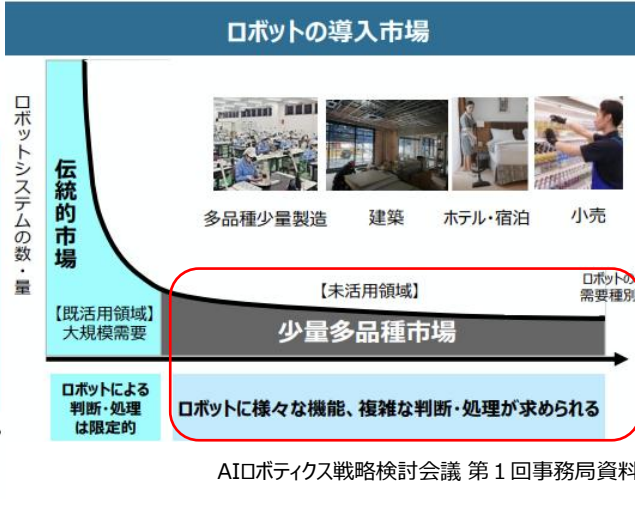 ロボットの導入市場
ロボットシステムの数・量
伝統的市場
多品種少量製造
建築
ホテル・宿泊
小売
【既活用領域】
大規模需要
【未活用領域】
ロボットの
需要種別
少量多品種市場
ロボットによる
判断・処理
は限定的
ロボットに様々な機能、複雑な判断・処理が求められる
AIロボティクス戦略検討会議 第１回事務局資料